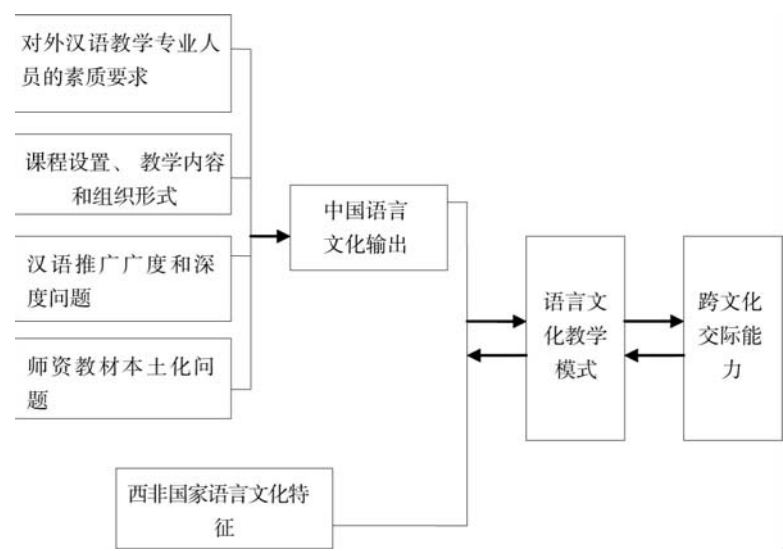 对外汉语教学专业人
员的素质要求
课程设置、 教学内容
和组织形式
汉语推广广度和深
度问题
师资教材本土化问
题
中国语言
文化输出
语言文
化教学
模式
跨文化
交际能
力
西非国家语言文化特
征